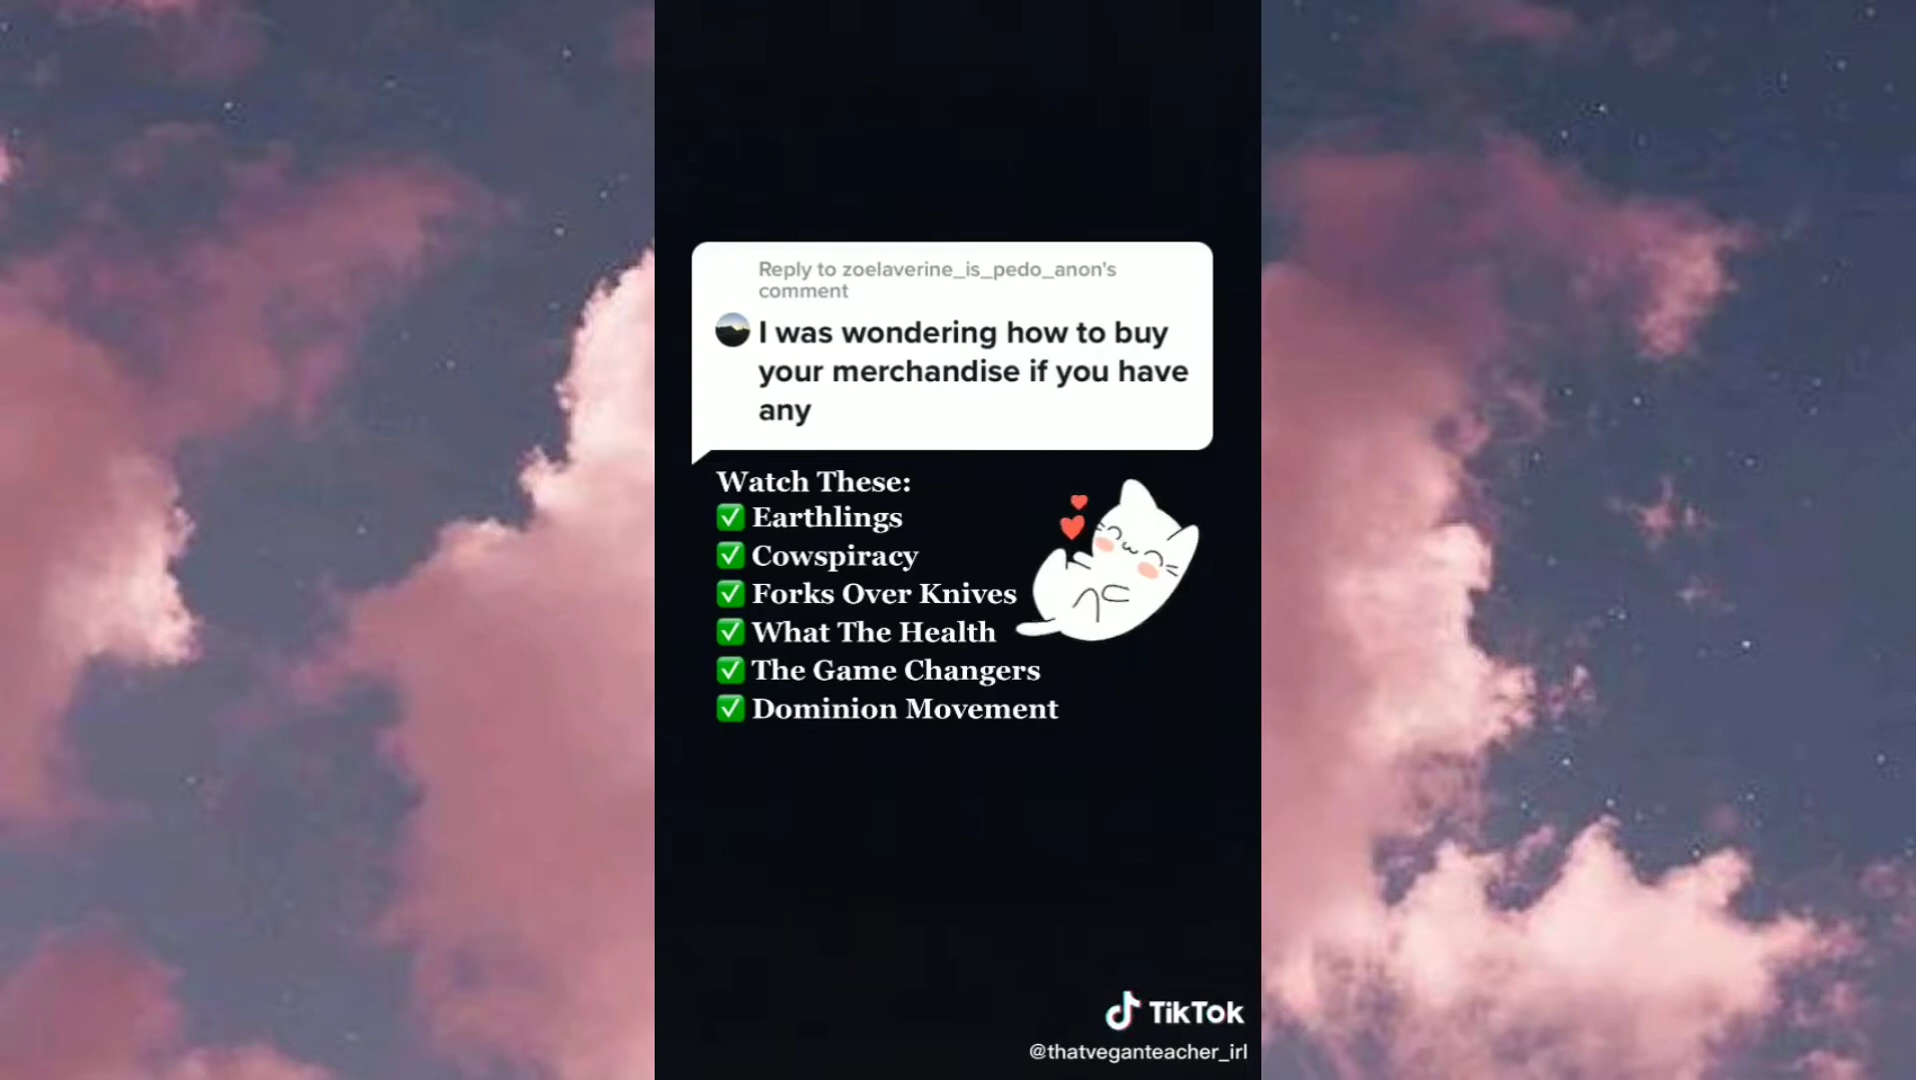 Reply to zoelaverine_is_pedo_anon's
comment
I was wondering how to buy
your merchandise if you have
any
Watch These:
✅ Earthlings
✅ Cowspiracy
✅ Forks Over Knives
✅ What The Health
✅ The Game Changers
✅ Dominion Movement
TikTok
@thatveganteacher_irl